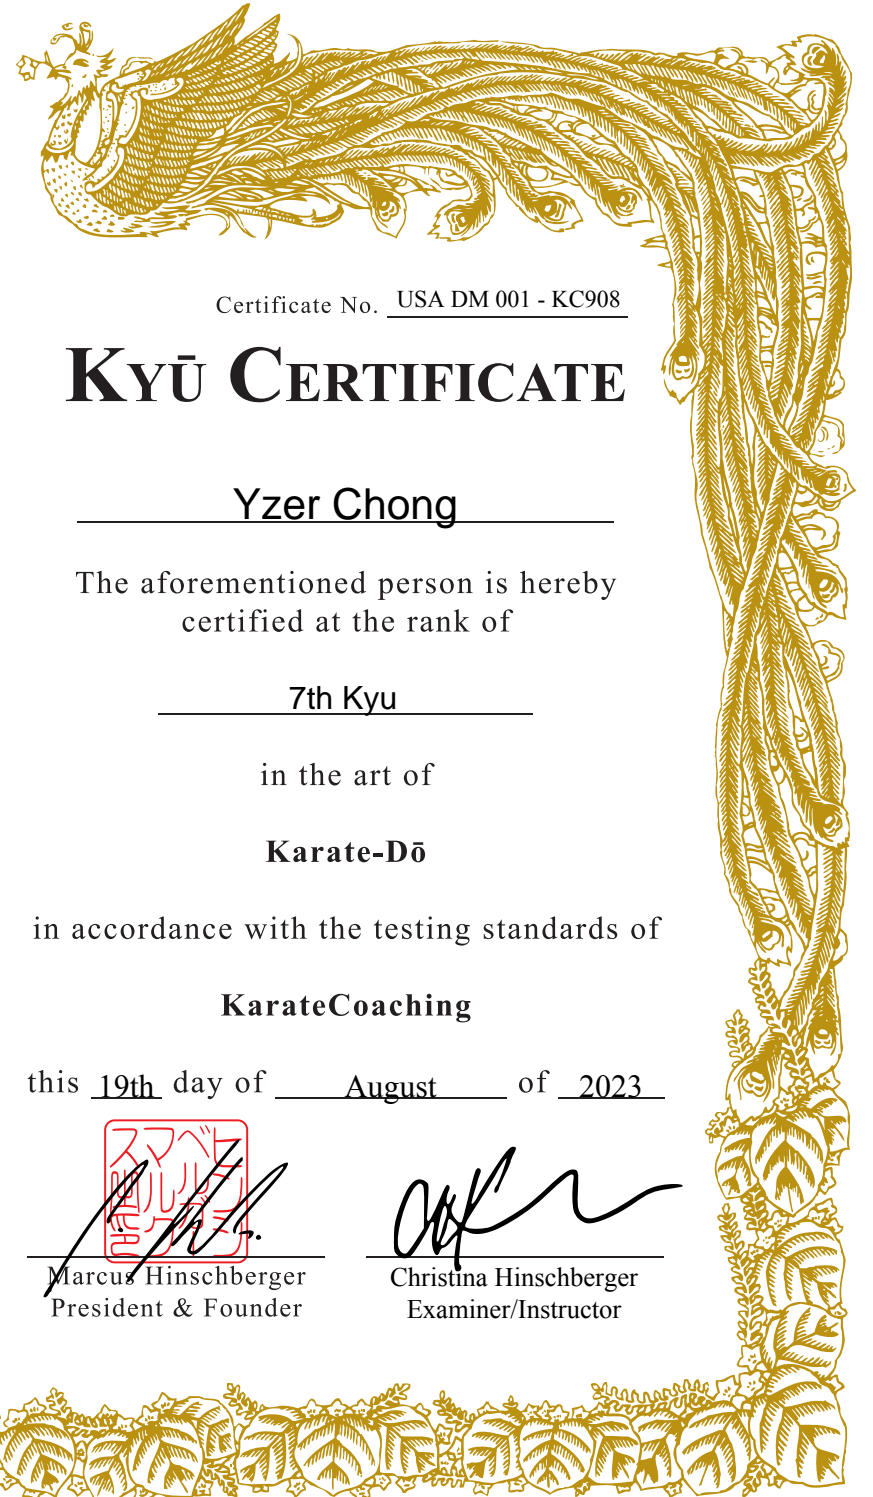 Certificate No. USA DM 001 - KC908
KYŪ CERTIFICATE
Yzer Chong
The aforementioned person is hereby
certified at the rank of
7th Kyu
in the art of
Karate-Dō
in accordance with the testing standards of
KarateCoaching
this 19th day of August of 2023
Marcus Hinschberger
President & Founder
Christina Hinschberger
Examiner/Instructor